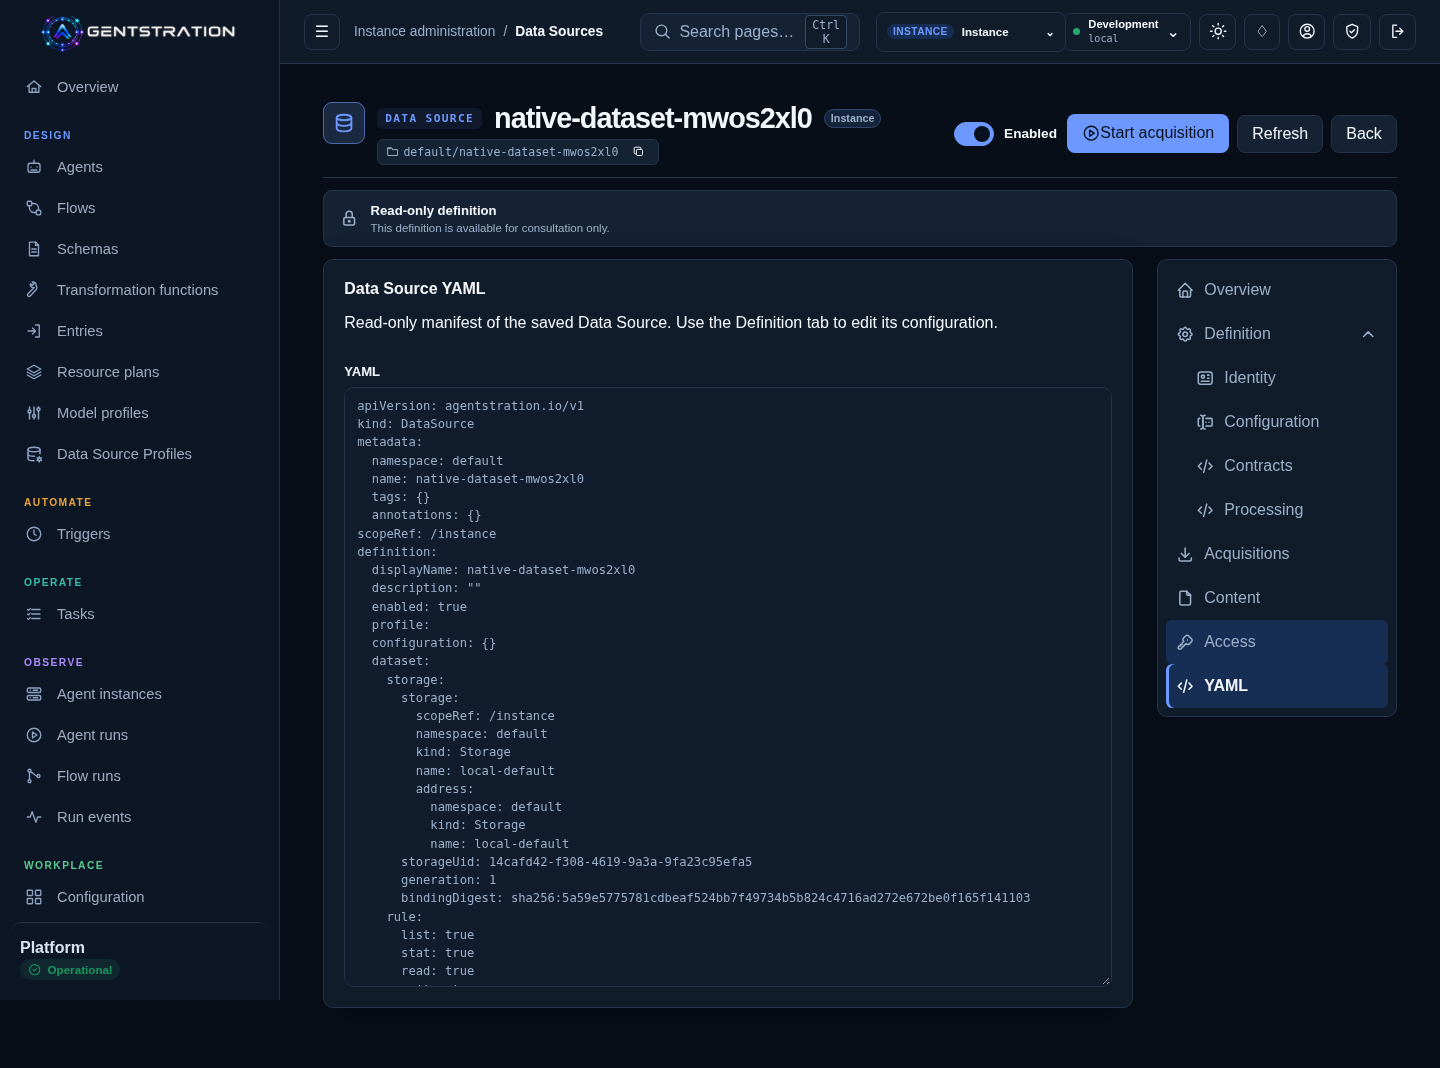 GENTSTRATION
Instance administration / Data Sources
Search pages…
Ctrl K
INSTANCE Instance
Development
local
Overview
DESIGN
Agents
Flows
Schemas
Transformation functions
Entries
Resource plans
Model profiles
Data Source Profiles
AUTOMATE
Triggers
OPERATE
Tasks
OBSERVE
Agent instances
Agent runs
Flow runs
Run events
WORKPLACE
Configuration
Platform
Operational
DATA SOURCE native-dataset-mwos2xl0 Instance
default/native-dataset-mwos2xl0
Enabled
Start acquisition
Refresh
Back
Read-only definition
This definition is available for consultation only.
Data Source YAML
Read-only manifest of the saved Data Source. Use the Definition tab to edit its configuration.
YAML
apiVersion: agentstration.io/v1
kind: DataSource
metadata:
  namespace: default
  name: native-dataset-mwos2xl0
  tags: {}
  annotations: {}
scopeRef: /instance
definition:
  displayName: native-dataset-mwos2xl0
  description: ""
  enabled: true
  profile:
  configuration: {}
  dataset:
    storage:
      storage:
        scopeRef: /instance
        namespace: default
        kind: Storage
        name: local-default
        address:
          namespace: default
          kind: Storage
          name: local-default
      storageUid: 14cafd42-f308-4619-9a3a-9fa23c95efa5
      generation: 1
      bindingDigest: sha256:5a59e5775781cdbeaf524bb7f49734b5b824c4716ad272e672be0f165f141103
    rule:
      list: true
      stat: true
      read: true
Overview
Definition
Identity
Configuration
Contracts
Processing
Acquisitions
Content
Access
YAML